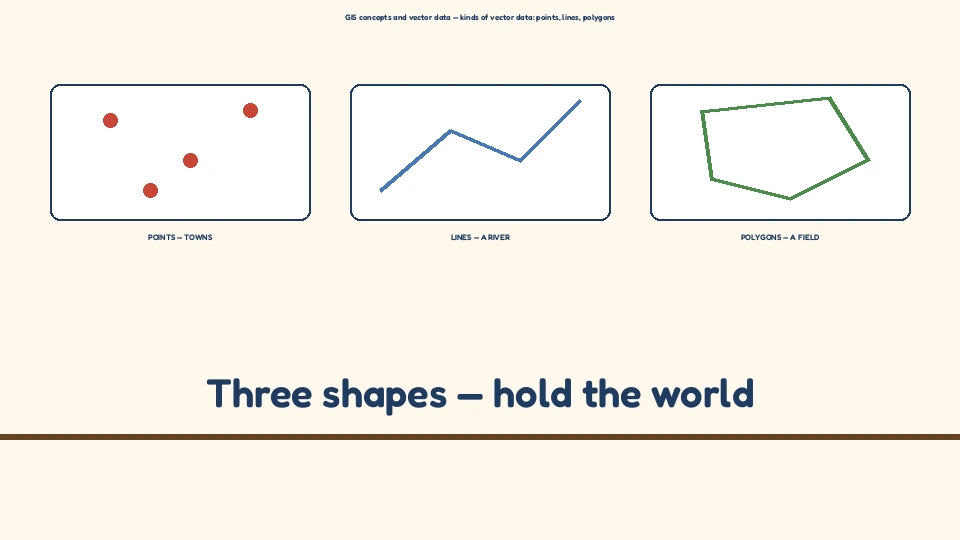 GIS concepts and vector data — kinds of vector data: points, lines, polygons
POINTS — TOWNS
LINES — A RIVER
POLYGONS — A FIELD
Three shapes — hold the world